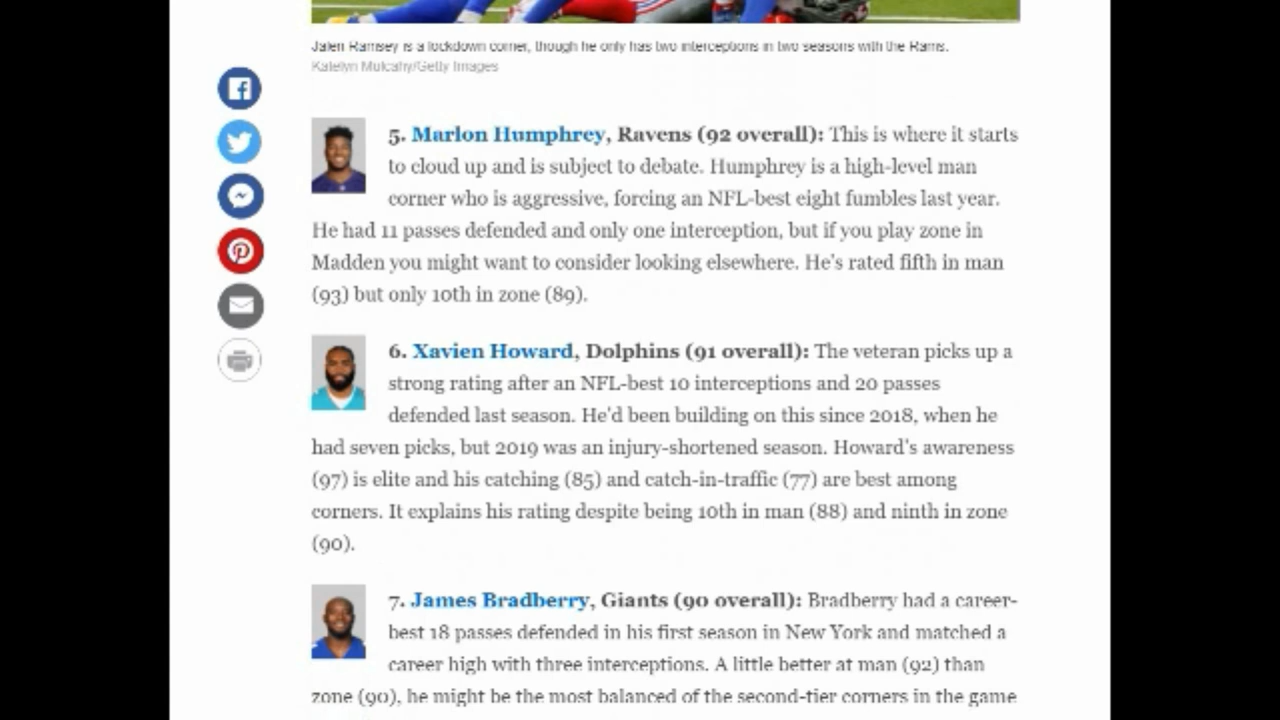 Jalen Ramsey is a lockdown corner, though he only has two interceptions in two seasons with the Rams.
Katelyn Mulcahy/Getty Images
5. Marlon Humphrey, Ravens (92 overall): This is where it starts
to cloud up and is subject to debate. Humphrey is a high-level man
corner who is aggressive, forcing an NFL-best eight fumbles last year.
He had 11 passes defended and only one interception, but if you play zone in
Madden you might want to consider looking elsewhere. He's rated fifth in man
(93) but only 10th in zone (89).
6. Xavien Howard, Dolphins (91 overall): The veteran picks up a
strong rating after an NFL-best 10 interceptions and 20 passes
defended last season. He'd been building on this since 2018, when he
had seven picks, but 2019 was an injury-shortened season. Howard's awareness
(97) is elite and his catching (85) and catch-in-traffic (77) are best among
corners. It explains his rating despite being 10th in man (88) and ninth in zone
(90).
7. James Bradberry, Giants (90 overall): Bradberry had a career-
best 18 passes defended in his first season in New York and matched a
career high with three interceptions. A little better at man (92) than
zone (90), he might be the most balanced of the second-tier corners in the game